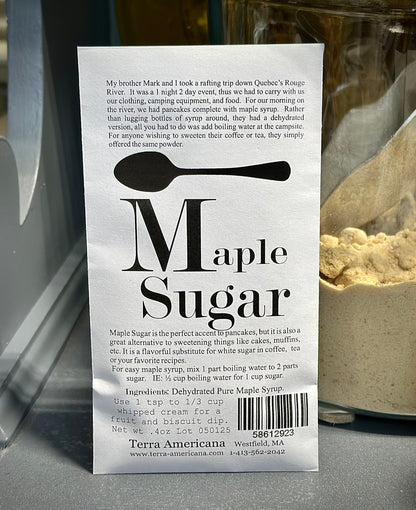 My brother Mark and I took a rafting trip down Quebec's Rouge
River.  It was a 1 night 2 day event, thus we had to carry with us
our clothing, camping equipment, and food.  For our morning on
the river, we had pancakes complete with maple syrup.  Rather
than lugging bottles of syrup around, they had a dehydrated
version, all you had to do was add boiling water at the campsite.
For anyone wishing to sweeten their coffee or tea, they simply
offered the same powder.
Maple
Sugar
Maple Sugar is the perfect accent to pancakes, but it is also a
great alternative to sweetening things like cakes, muffins,
etc. It is a flavorful substitute for white sugar in coffee,  tea
or your favorite recipes.
For easy maple syrup, mix 1 part boiling water to 2 parts
sugar.  IE: ½ cup boiling water for 1 cup sugar.
Ingredients: Dehydrated Pure Maple Syrup.
Use 1 tsp to 1/3 cup
whipped cream for a
fruit and biscuit dip.
Net wt .4oz Lot 050125
58612923
Terra Americana Westfield, MA
www.terra-americana.com 1-413-562-2042